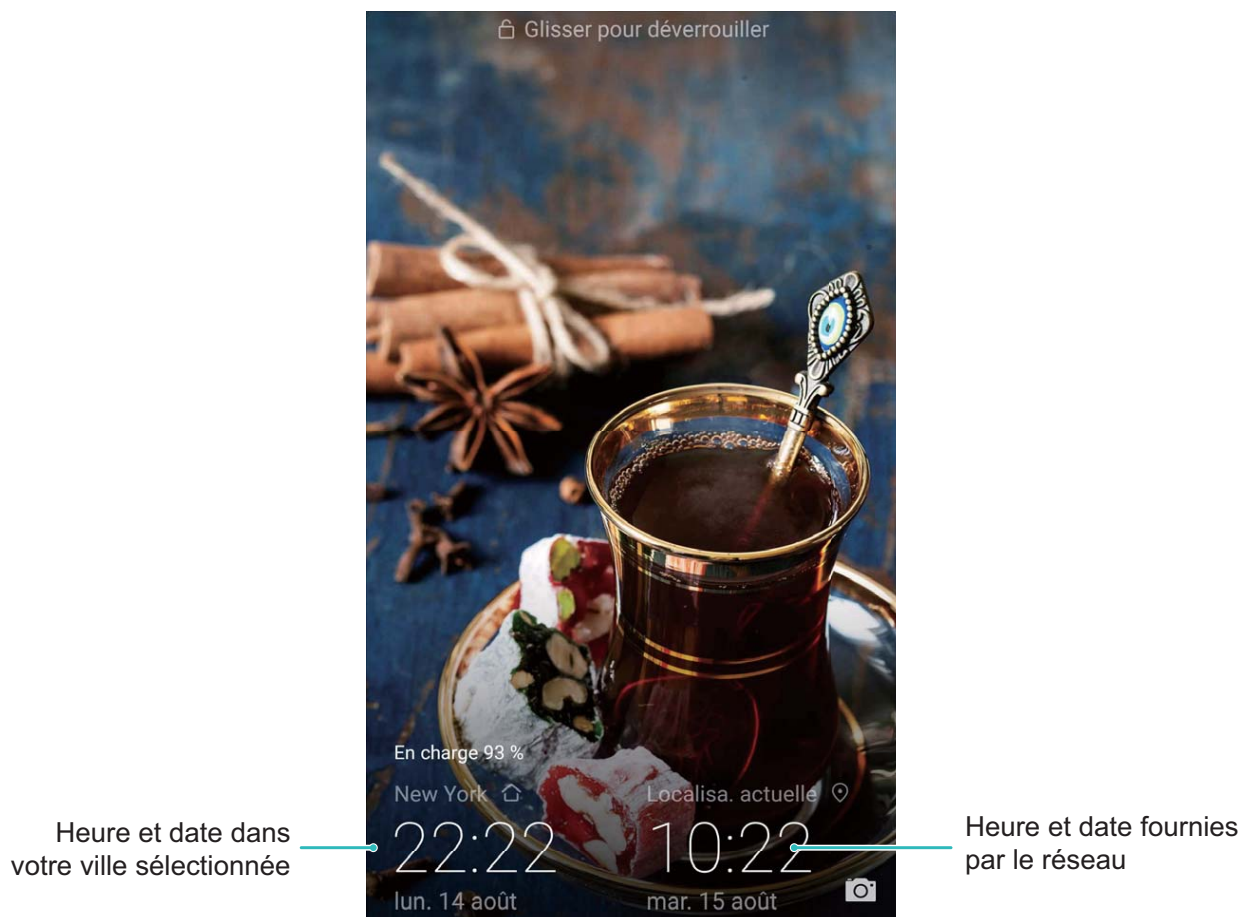 Glisser pour déverrouiller
En charge 93 %
New York
Localisa. actuelle
22:22
10:22
lun. 14 août
mar. 15 août
Heure et date dans
votre ville sélectionnée
Heure et date fournies
par le réseau